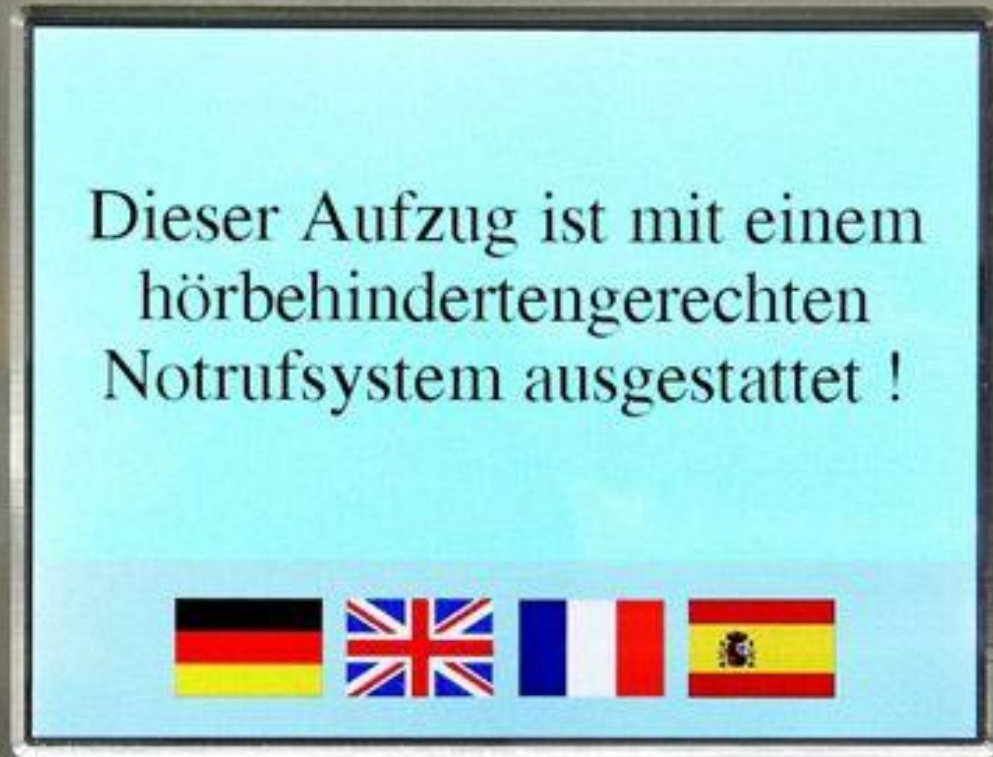 Dieser Aufzug ist mit einem
hörbehindertengerechten
Notrufsystem ausgestattet !